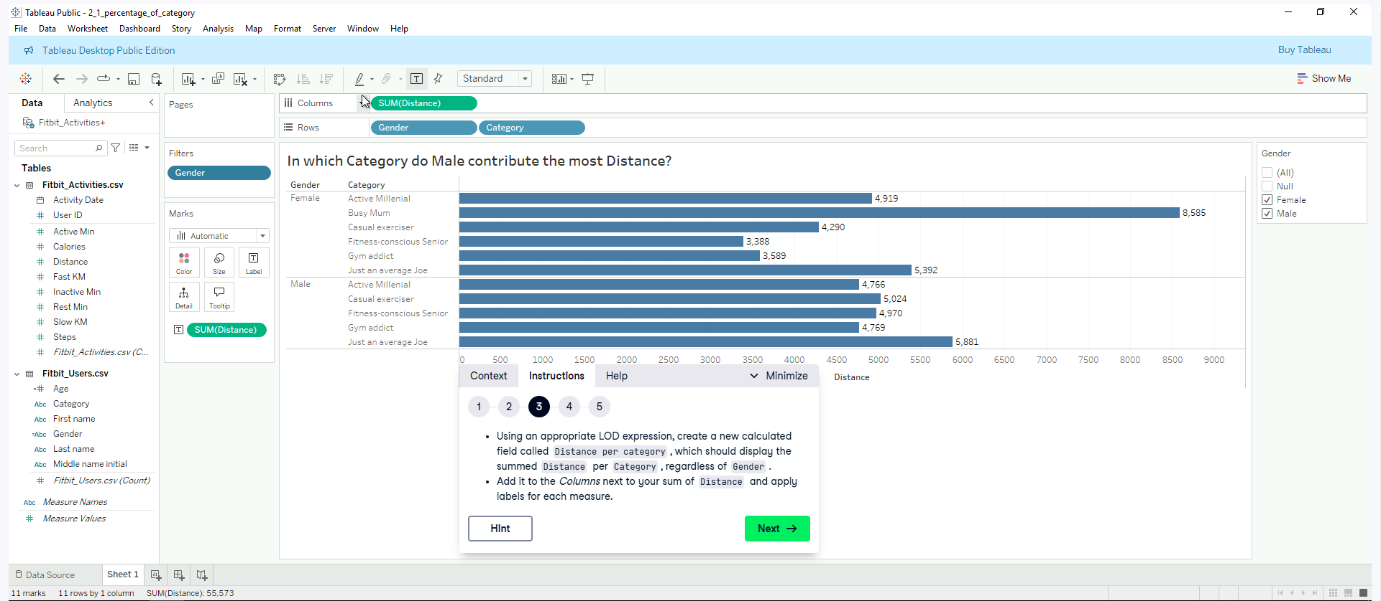 Tableau Public - 2_1_percentage_of_category
File Data Worksheet Dashboard Story Analysis Map Format Server Window Help
Tableau Desktop Public Edition Buy Tableau
Standard Show Me
Data Analytics
Fitbit_Activities+
Search
Tables
Fitbit_Activities.csv
Activity Date
User ID
Active Min
Calories
Distance
Fast KM
Inactive Min
Rest Min
Slow KM
Steps
Fitbit_Activities.csv (C...
Fitbit_Users.csv
Age
Abc Category
Abc First name
Abc Gender
Abc Last name
Abc Middle name initial
Fitbit_Users.csv (Count)
Abc Measure Names
Measure Values
Pages
Filters
Gender
Marks
Automatic
Color Size Label
Detail Tooltip
SUM(Distance)
Columns SUM(Distance)
Rows Gender Category
In which Category do Male contribute the most Distance?
Gender Category
Female Active Millenial 4,919
Busy Mum 8,585
Casual exerciser 4,290
Fitness-conscious Senior 3,388
Gym addict 3,589
Just an average Joe 5,392
Male Active Millenial 4,766
Casual exerciser 5,024
Fitness-conscious Senior 4,970
Gym addict 4,769
Just an average Joe 5,881
0 500 1000 1500 2000 2500 3000 3500 4000 4500 5000 5500 6000 6500 7000 7500 8000 8500 9000
Distance
Gender
(All)
Null
Female
Male
Context Instructions Help Minimize
1 2 3 4 5
• Using an appropriate LOD expression, create a new calculated
field called Distance per category, which should display the
summed Distance per Category, regardless of Gender.
• Add it to the Columns next to your sum of Distance and apply
labels for each measure.
Hint Next →
Data Source Sheet 1
11 marks 11 rows by 1 column SUM(Distance): 55,573